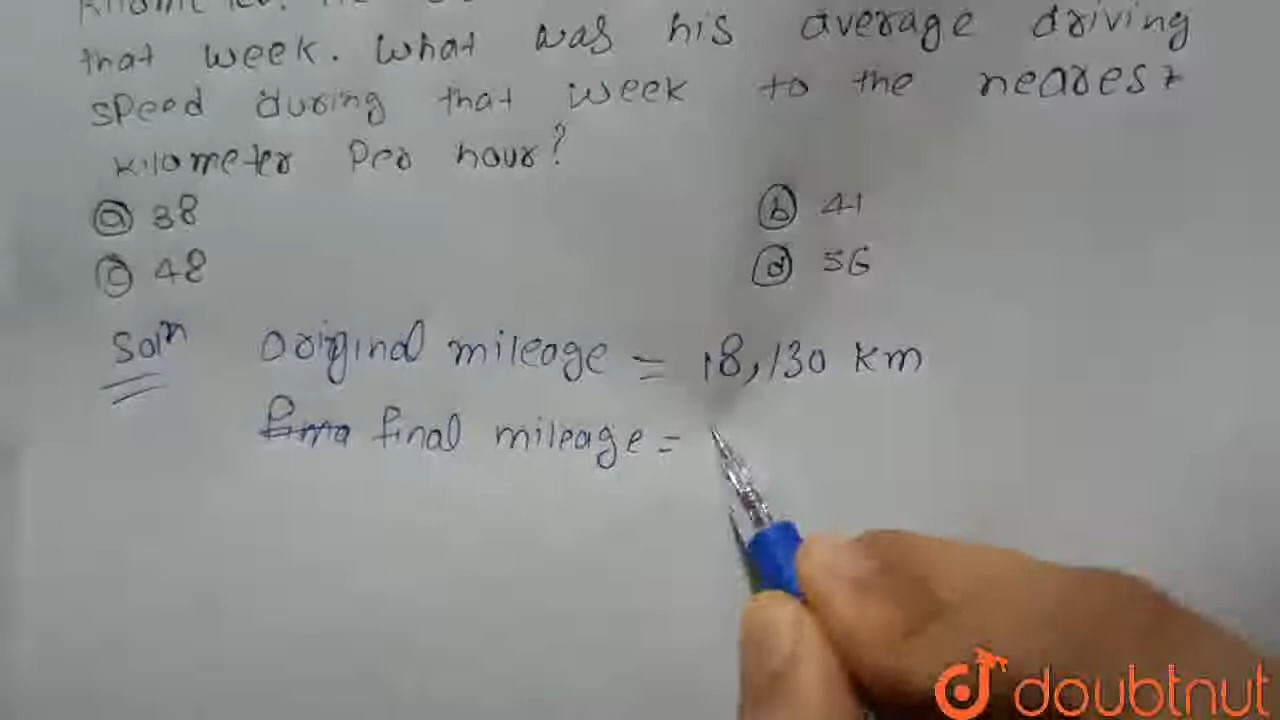 that week. What was his average driving
speed during that week to the nearest
kilometer per hour?
(a) 38 (b) 41
(c) 48 (d) 56
Soln Original mileage = 18,130 km
final mileage =
doubtnut